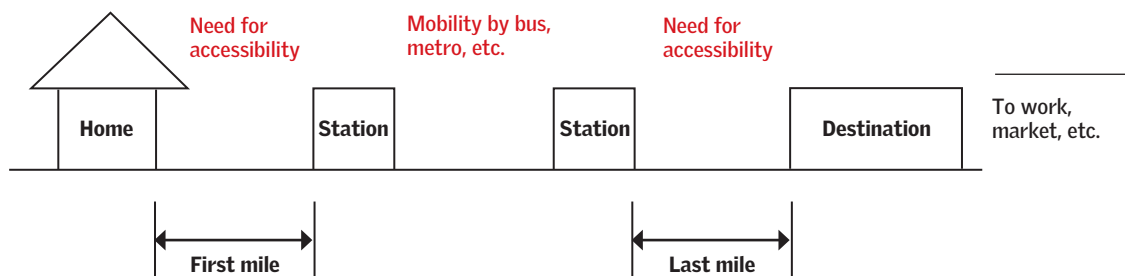 Need for
accessibility
Mobility by bus,
metro, etc.
Need for
accessibility
Home
Station
Station
Destination
To work,
market, etc.
First mile
Last mile